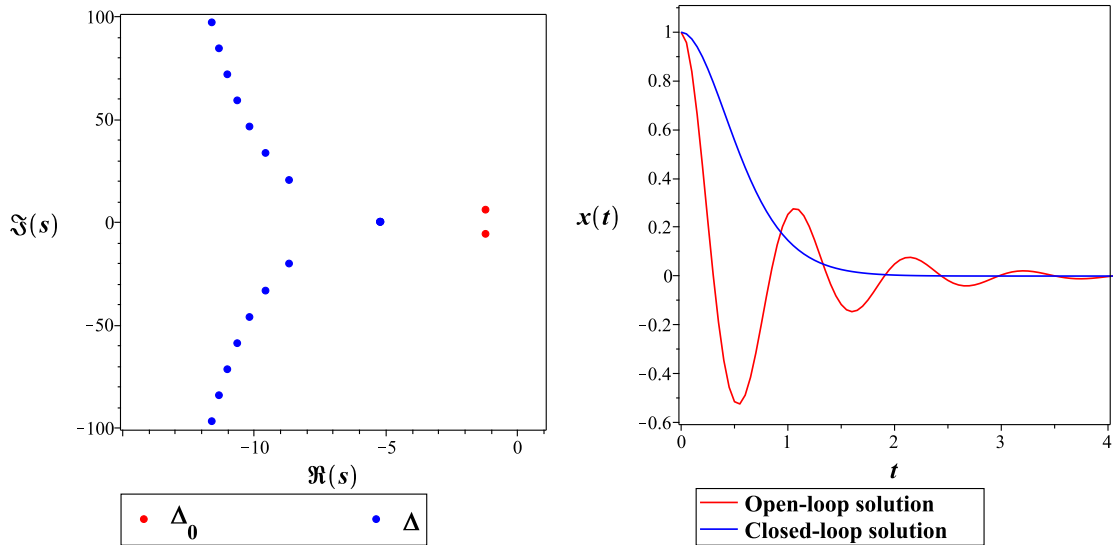 100
50
0
-50
-100
ℑ(s)
-10
-5
0
ℜ(s)
Δ0
Δ
1
0.8
0.6
0.4
0.2
0
-0.2
-0.4
-0.6
x(t)
0
1
2
3
4
t
Open-loop solution
Closed-loop solution